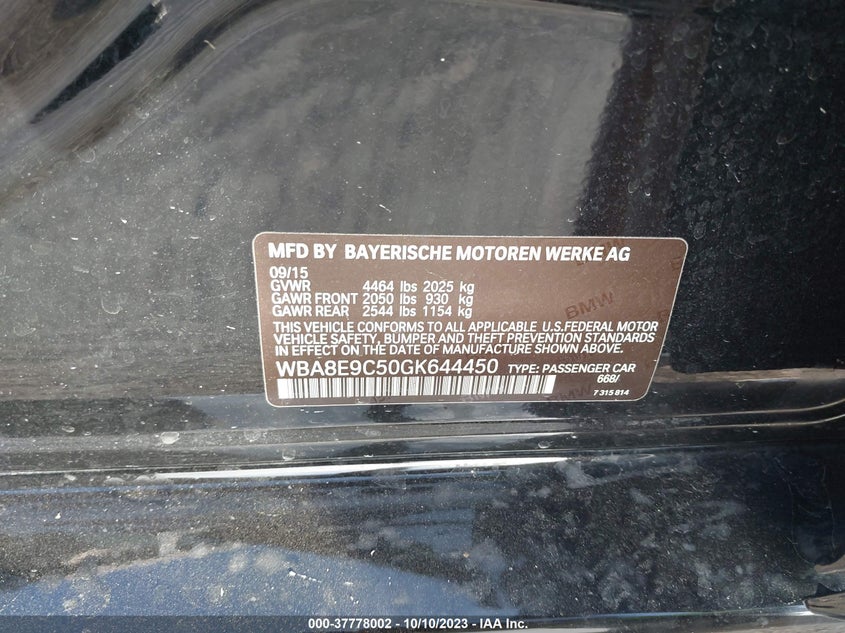 MFD BY BAYERISCHE MOTOREN WERKE AG
09/15
GVWR 4464 lbs 2025 kg
GAWR FRONT 2050 lbs 930 kg
GAWR REAR 2544 lbs 1154 kg
THIS VEHICLE CONFORMS TO ALL APPLICABLE U.S.FEDERAL MOTOR
VEHICLE SAFETY, BUMPER AND THEFT PREVENTION STANDARDS
IN EFFECT ON THE DATE OF MANUFACTURE SHOWN ABOVE.
WBA8E9C50GK644450 TYPE: PASSENGER CAR
668/
7 315 814
BMW
000-37778002 - 10/10/2023 - IAA Inc.